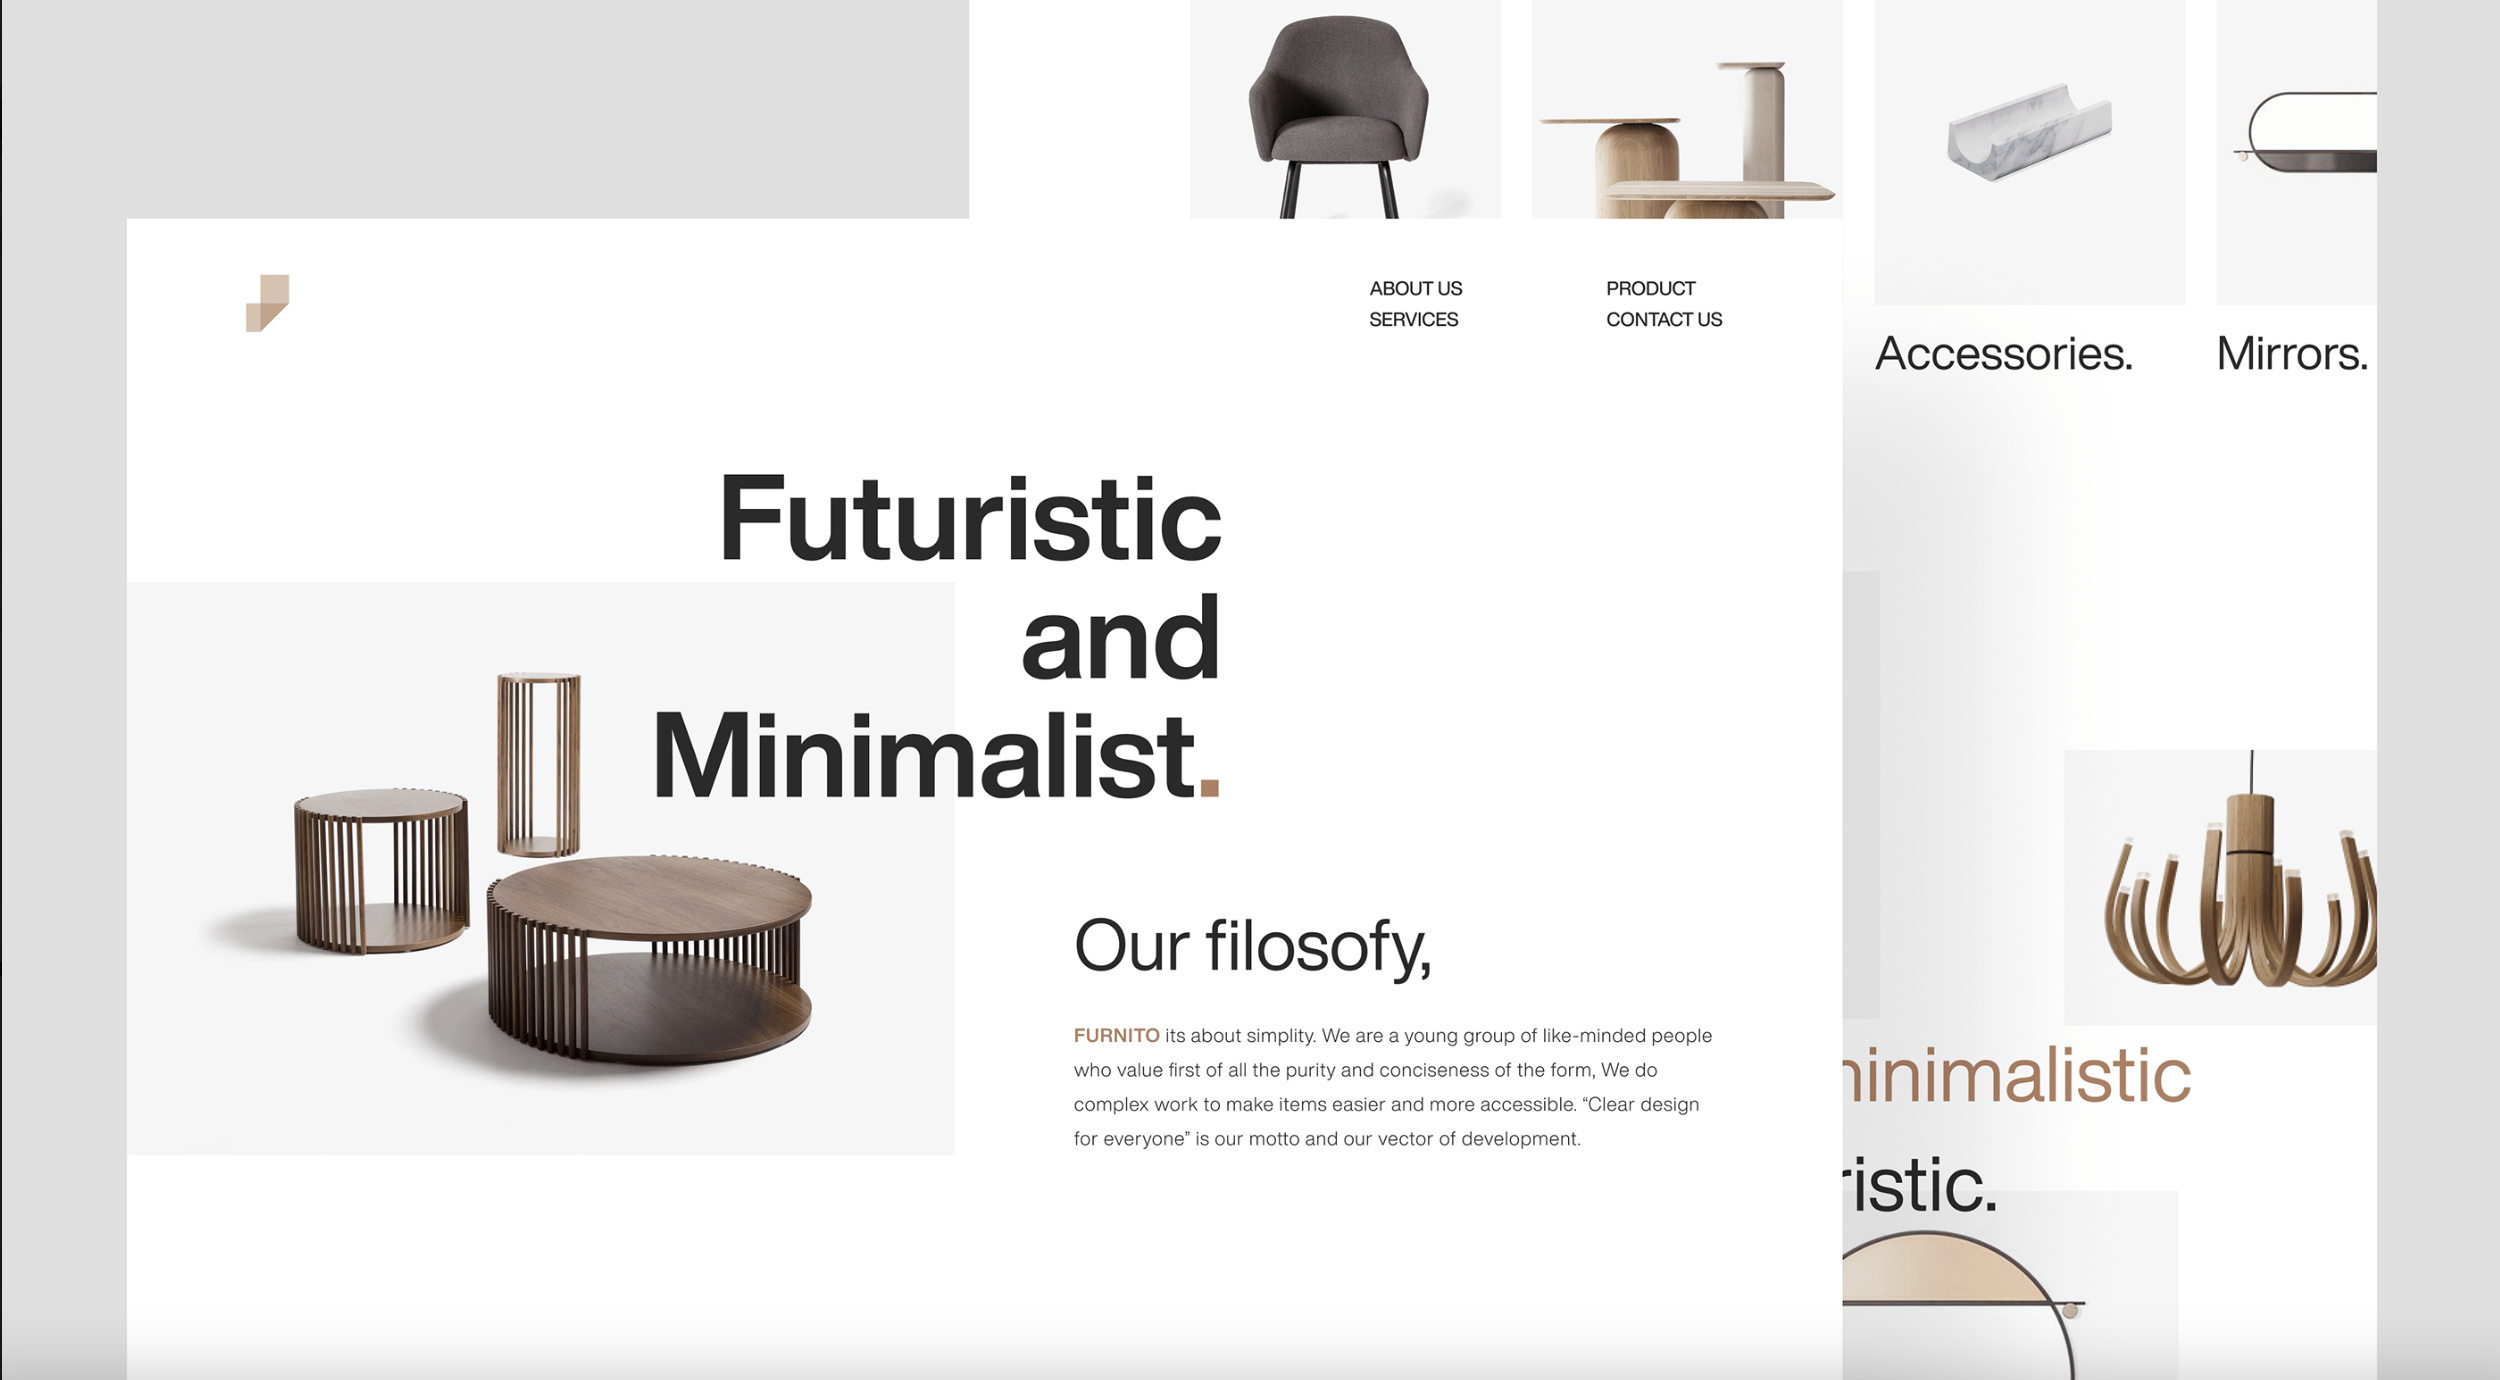 ABOUT US
SERVICES
PRODUCT
CONTACT US
Accessories.
Mirrors.
Futuristic
and
Minimalist.
Our filosofy,
FURNITO its about simplity. We are a young group of like-minded people
who value first of all the purity and conciseness of the form, We do
complex work to make items easier and more accessible. “Clear design
for everyone” is our motto and our vector of development.